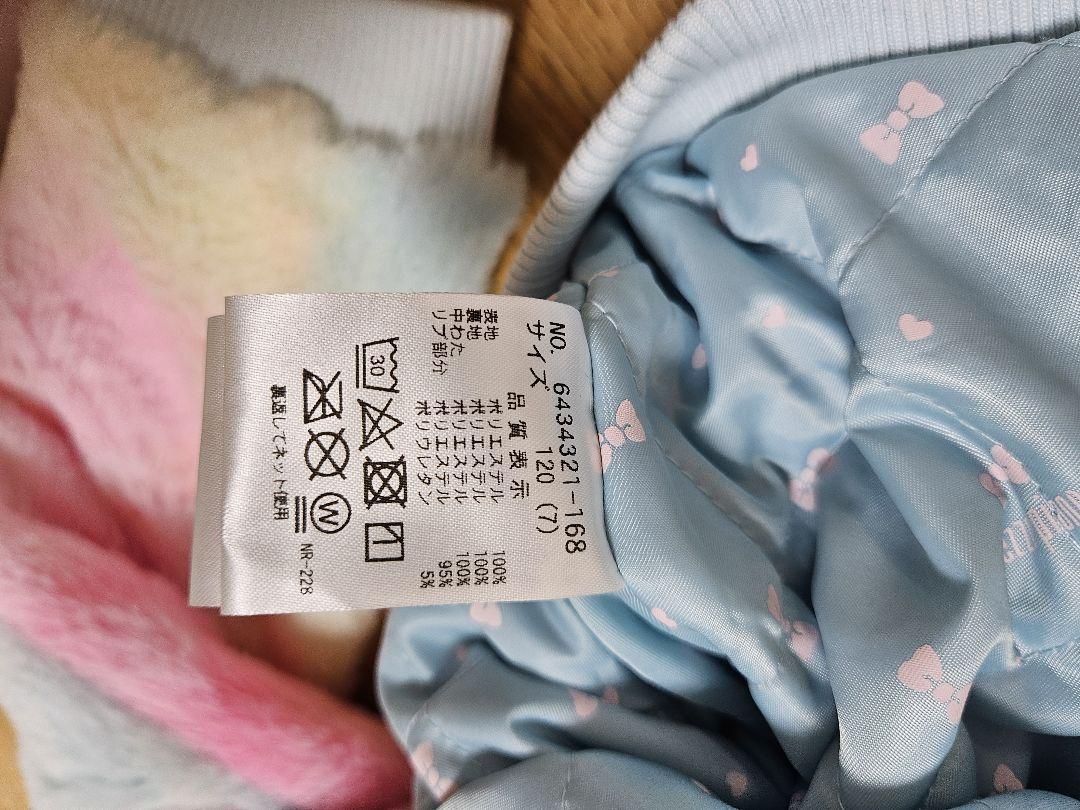 NO. 6434321-168
サイズ 120 (7)
品質表示
表地 ポリエステル 100%
裏地 ポリエステル 100%
中わた ポリエステル 100%
リブ部分 ポリエステル 95%
ポリウレタン 5%
30
W
裏返してネット使用
NR-228